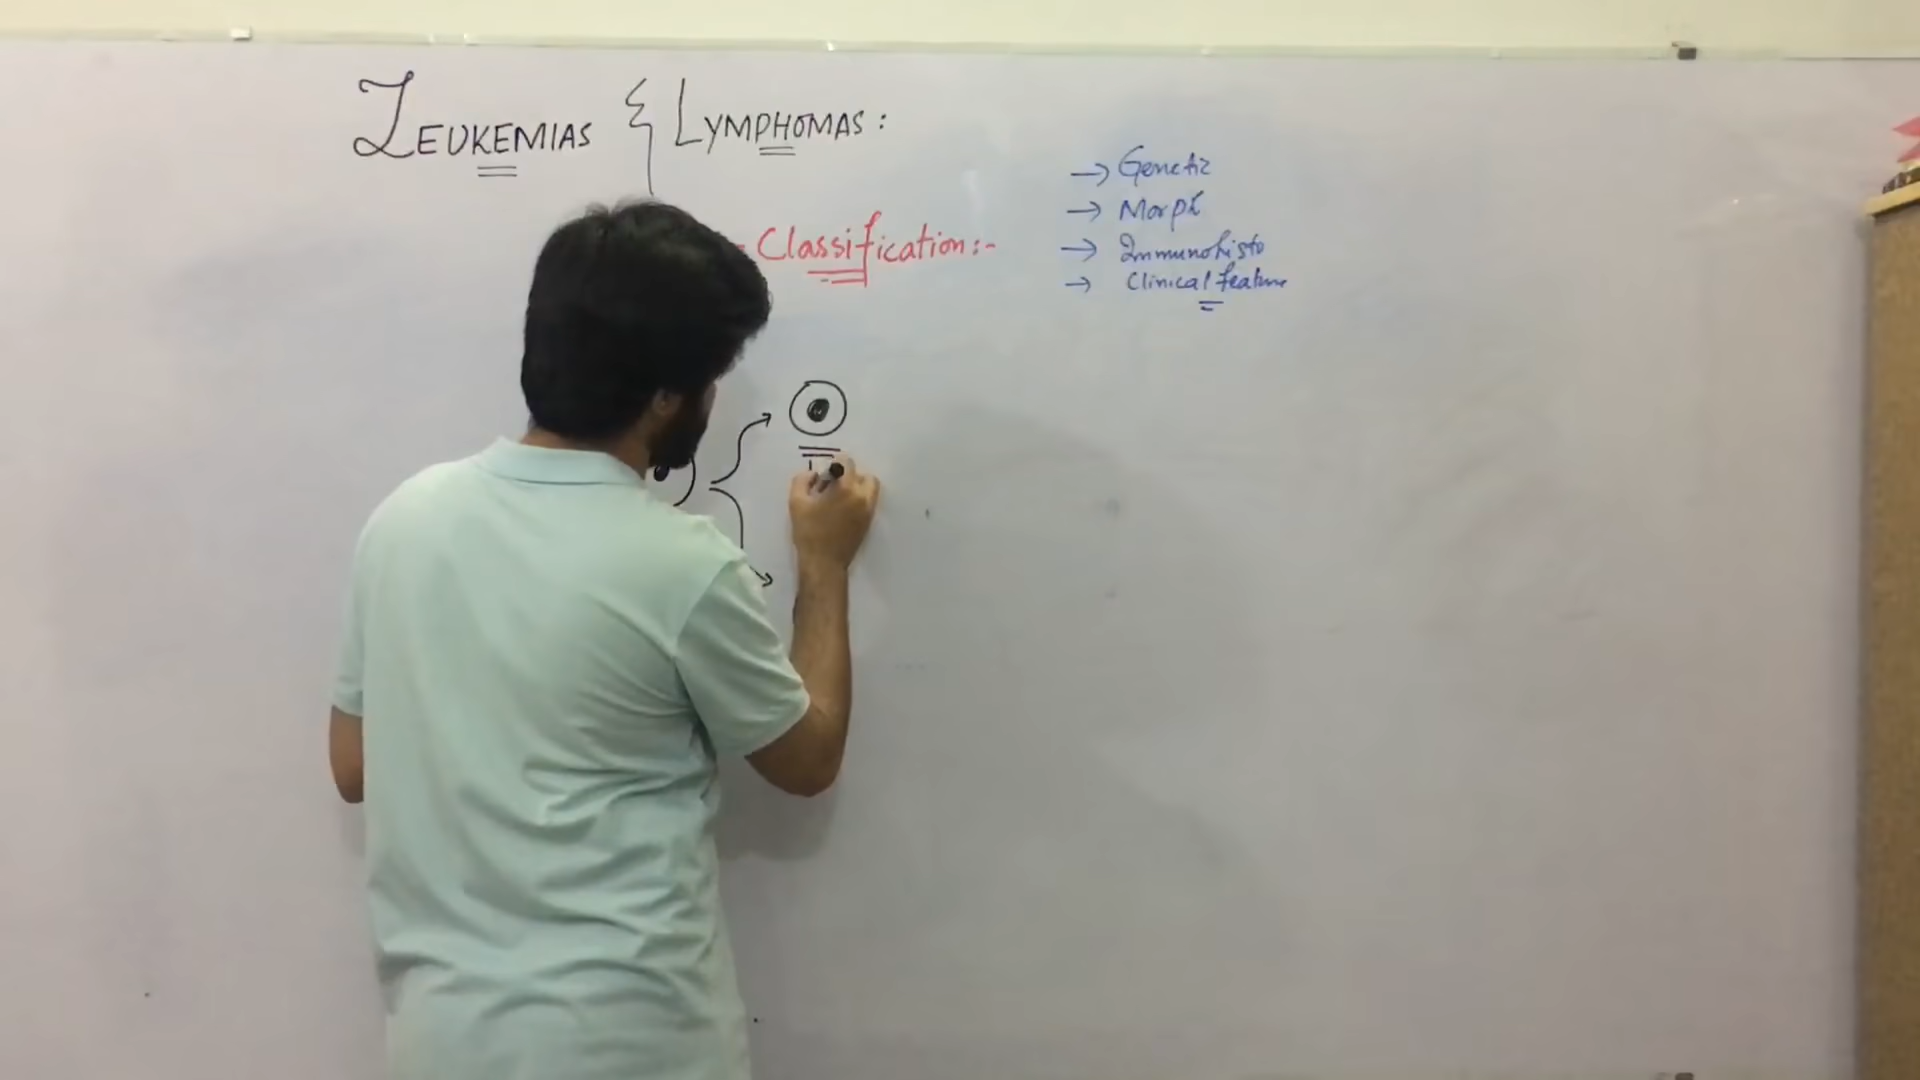 LEUKEMIAS & LYMPHOMAS:
Classification:-
→ Genetic
→ Morph
→ Immunohisto
→ Clinical feature